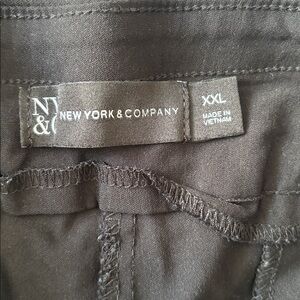 NY
&C
NEW YORK & COMPANY
XXL
MADE IN
VIETNAM